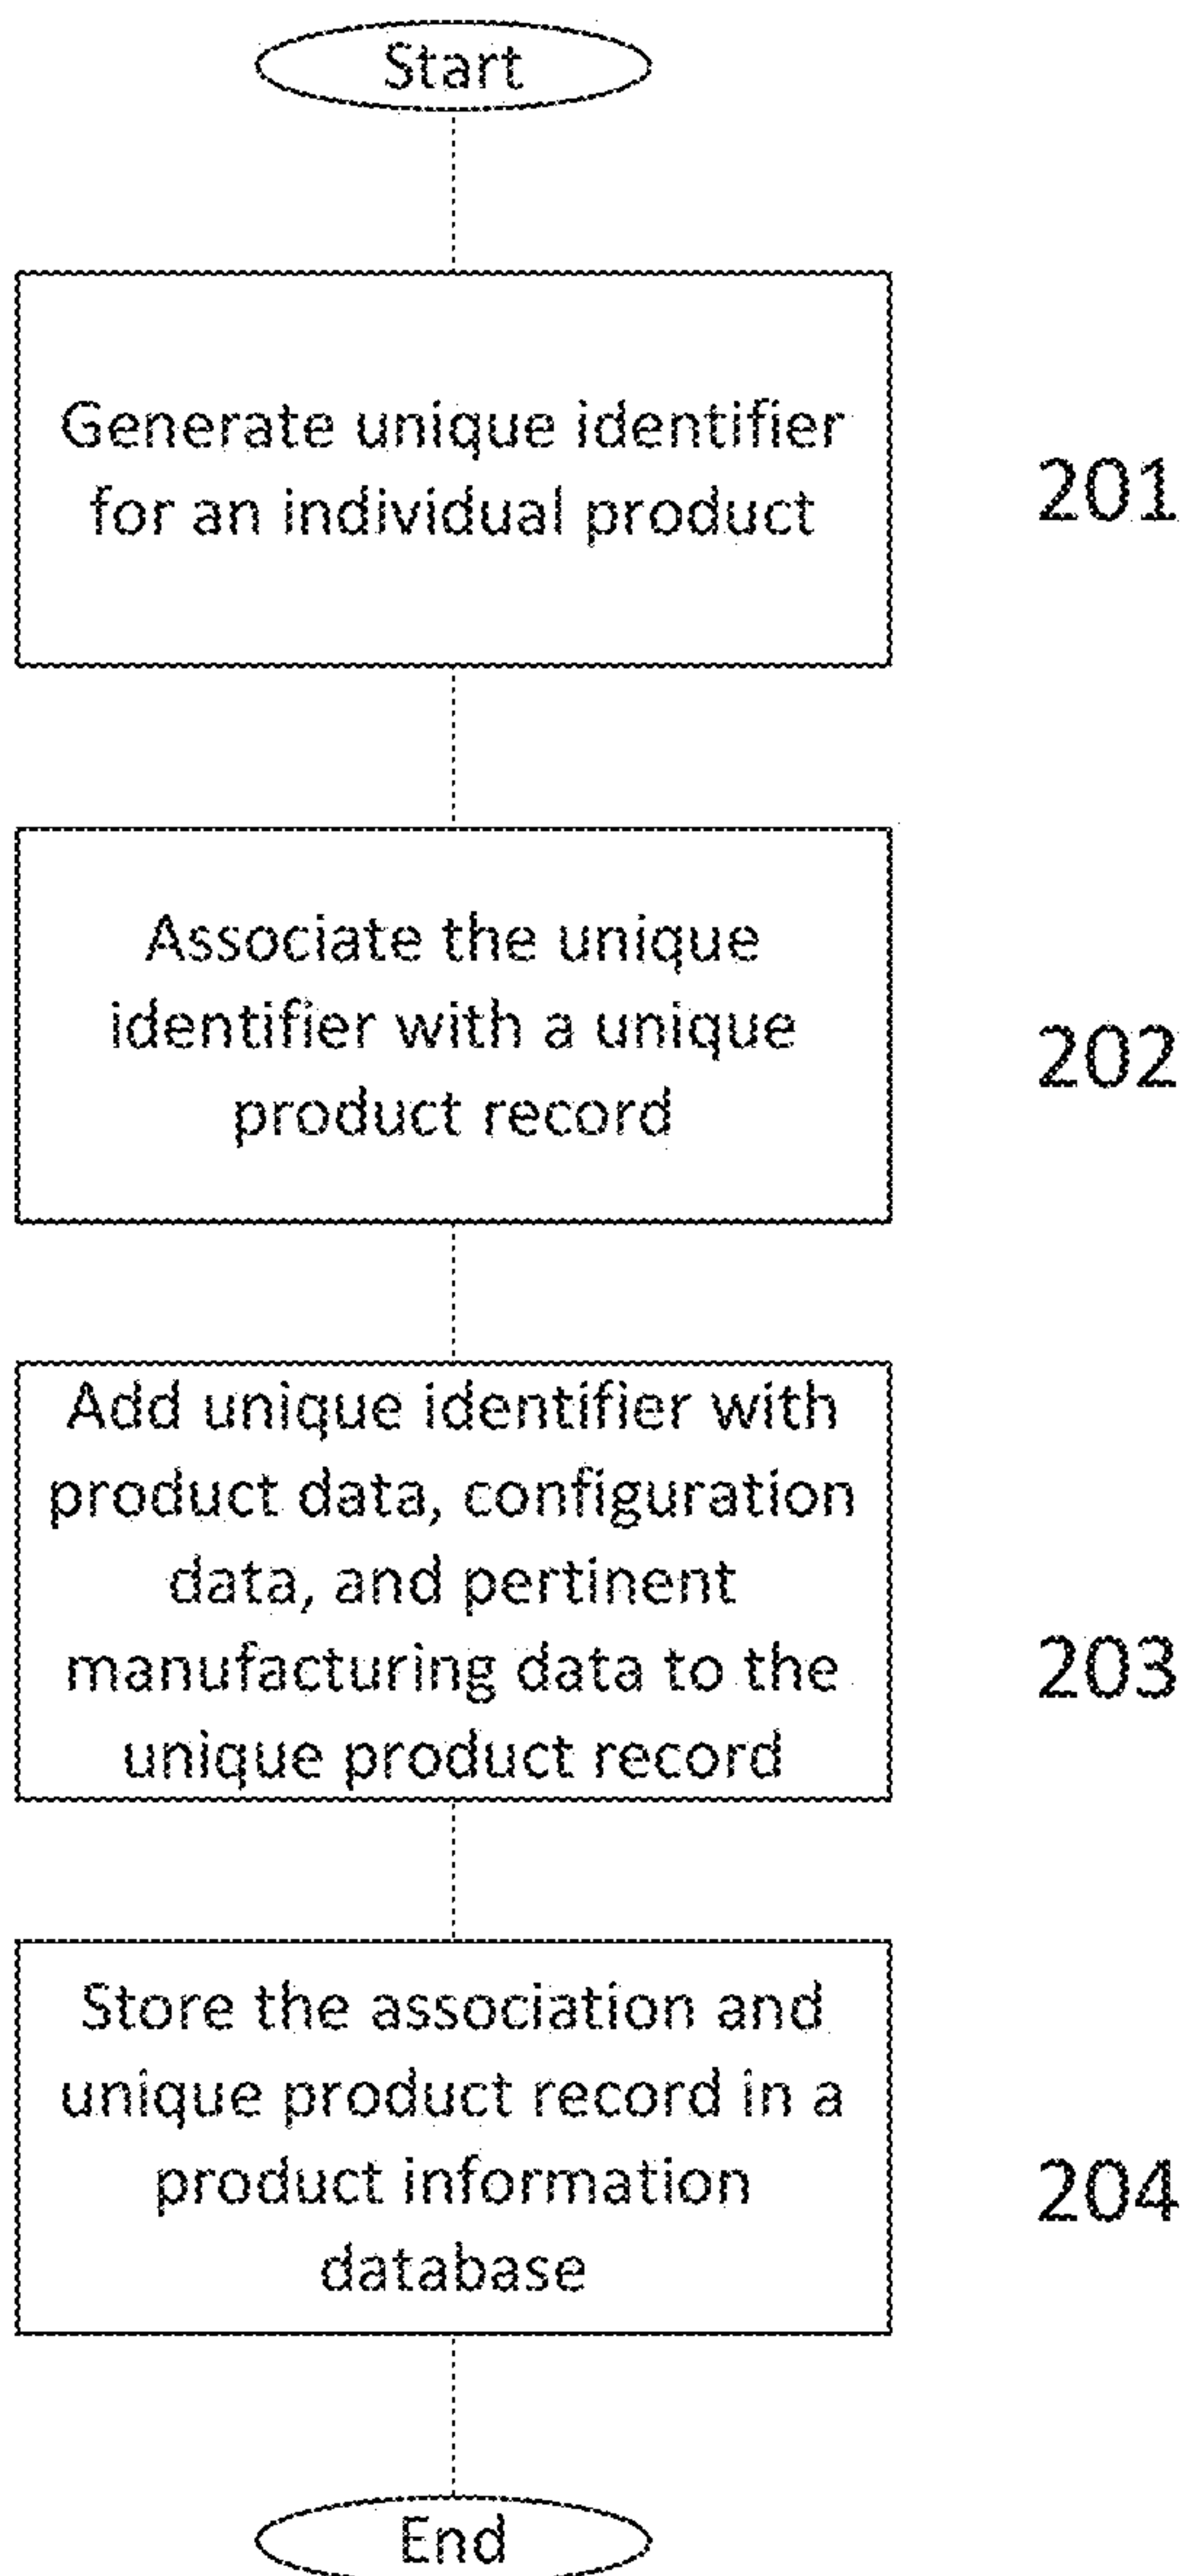 Start
Generate unique identifier
for an individual product
201
Associate the unique
identifier with a unique
product record
202
Add unique identifier with
product data, configuration
data, and pertinent
manufacturing data to the
unique product record
203
Store the association and
unique product record in a
product information
database
204
End